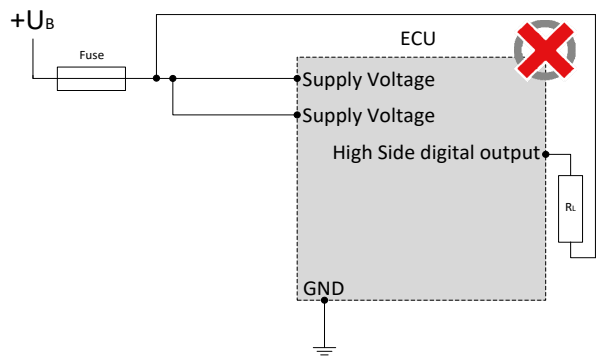 +UB
Fuse
ECU
Supply Voltage
Supply Voltage
High Side digital output
RL
GND